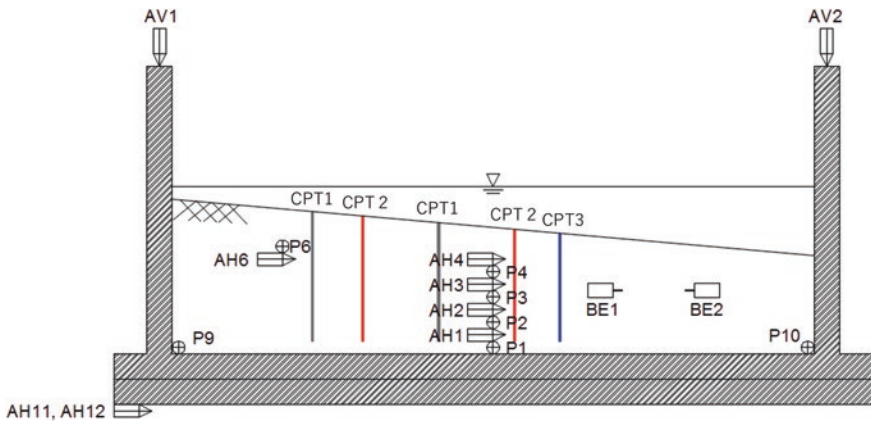 AV1 AV2
CPT1 CPT 2 CPT1 CPT 2 CPT3
P6
AH6 AH4
P4
AH3
P3
AH2 BE1 BE2
P2
AH1
P9 P1 P10
AH11, AH12